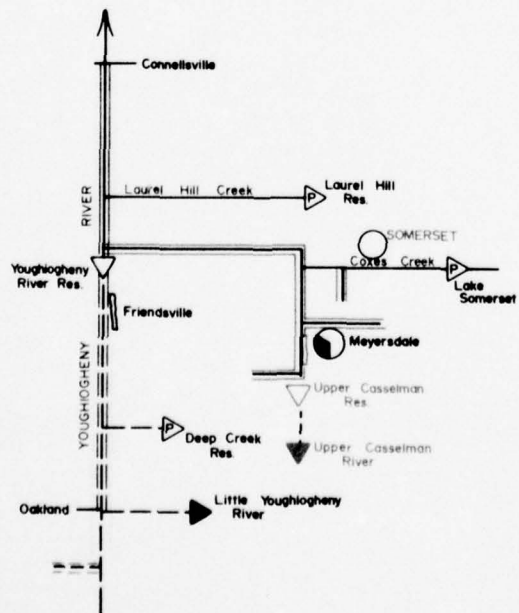 Connellsville
RIVER
Laurel Hill Creek
P
Laurel Hill
Res.
SOMERSET
Coxes Creek
P
Lake
Somerset
Youghiogheny
River Res.
Friendsville
Meyersdale
YOUGHIOGHENY
Upper Casselman
Res.
P
Deep Creek
Res.
Upper Casselman
River
Oakland
Little Youghiogheny
River